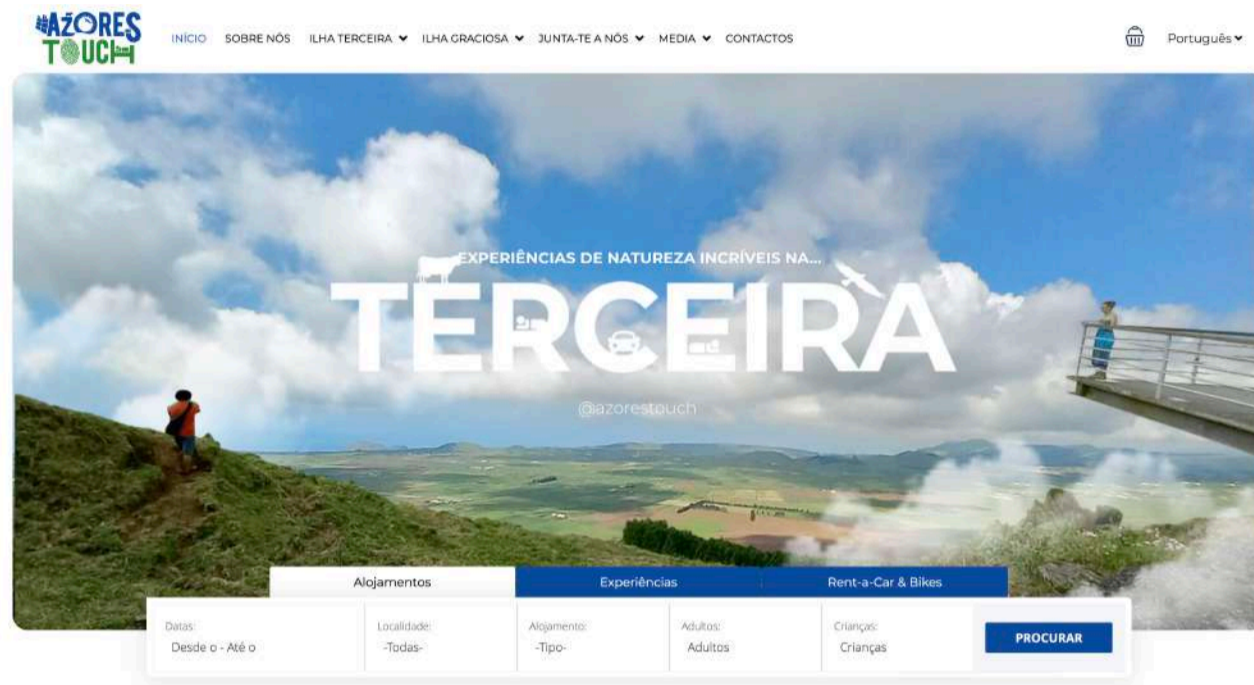 #AZORES
TOUCH
INÍCIO SOBRE NÓS ILHA TERCEIRA ILHA GRACIOSA JUNTA-TE A NÓS MEDIA CONTACTOS
Português
EXPERIÊNCIAS DE NATUREZA INCRÍVEIS NA...
TERCEIRA
@azorestouch
Alojamentos Experiências Rent-a-Car & Bikes
Datas: Localidade: Alojamento: Adultos: Crianças:
Desde o - Até o -Todas- -Tipo- Adultos Crianças PROCURAR